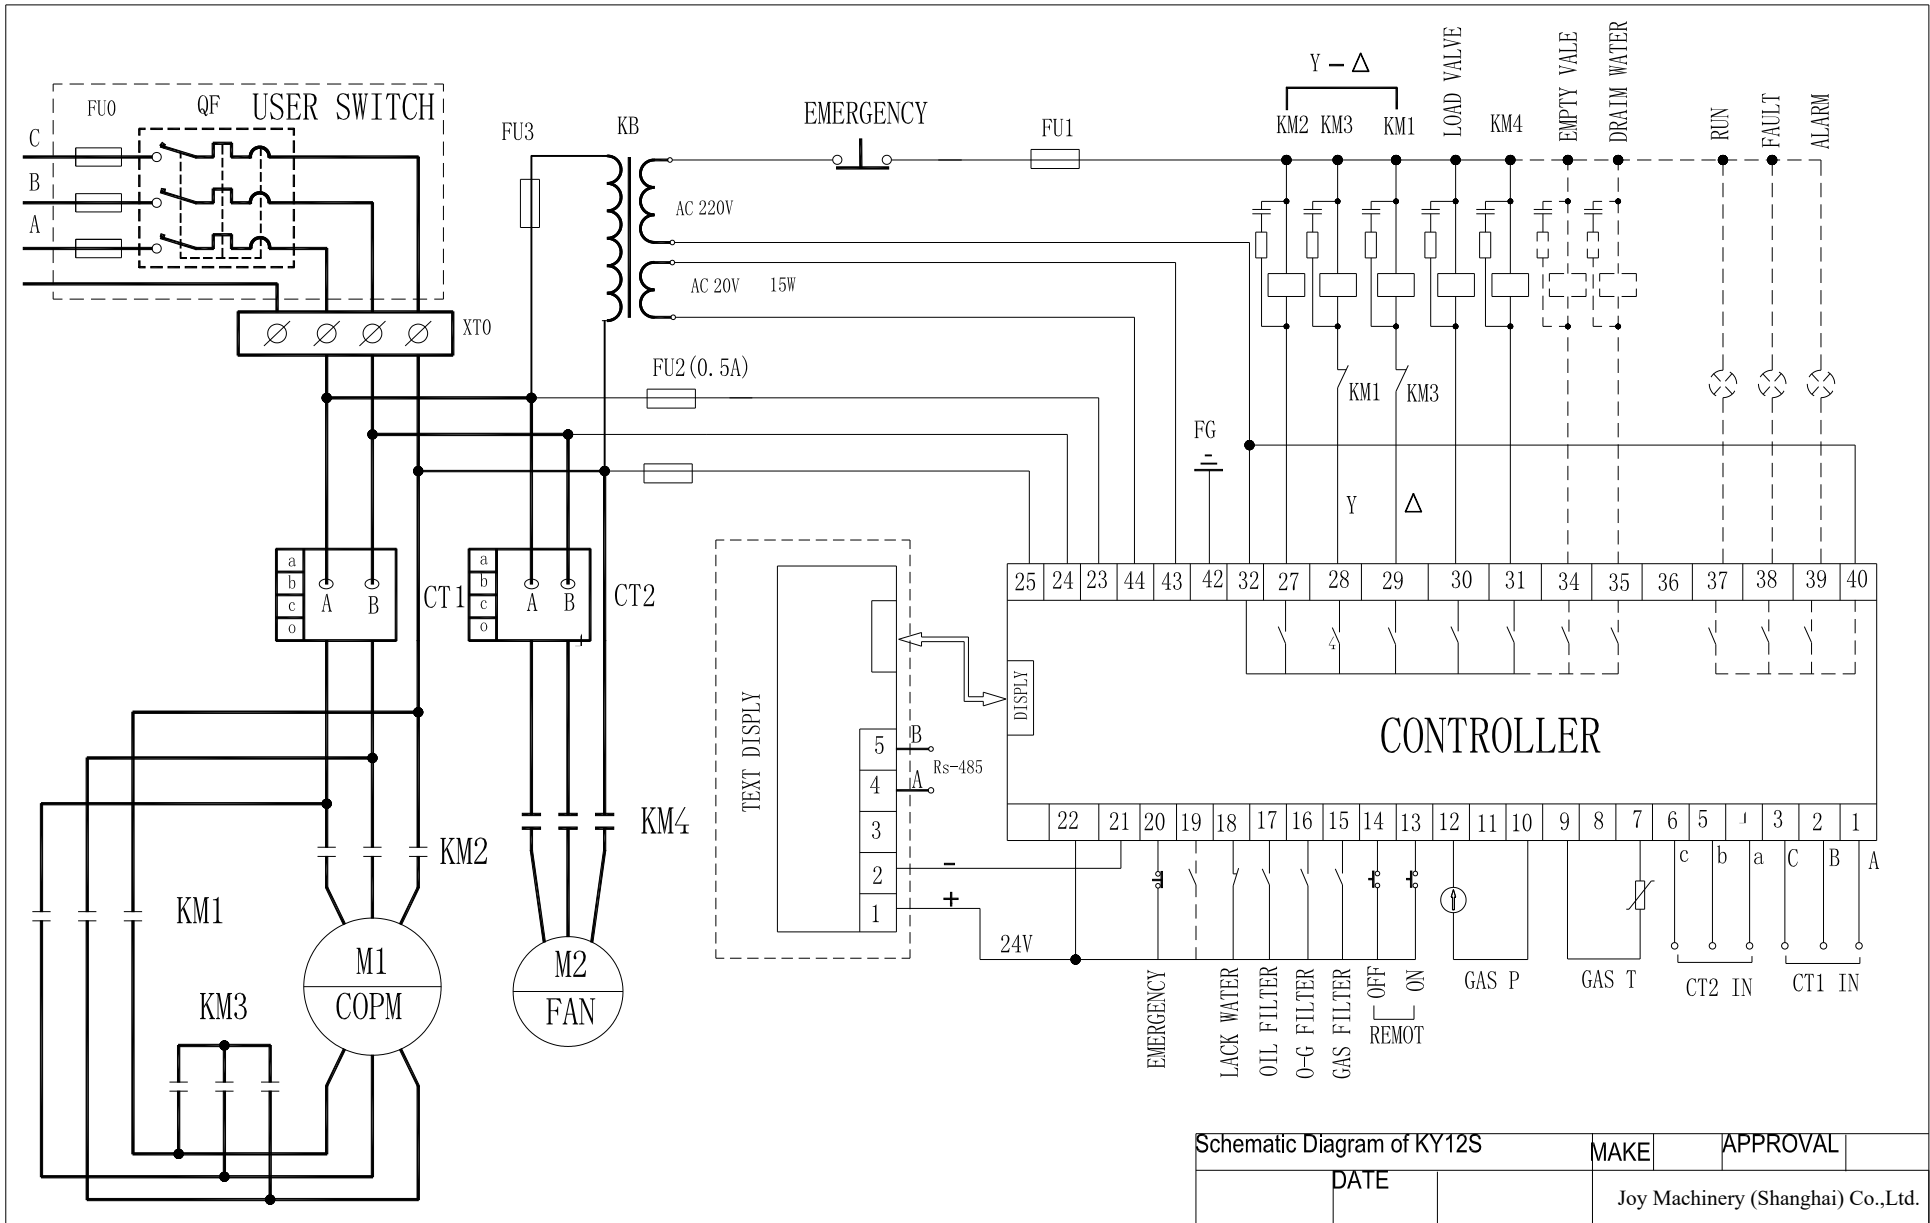 USER SWITCH
FU0
QF
C
B
A
XT0
FU3
KB
AC 220V
AC 20V 15W
EMERGENCY
FU1
Y − Δ
KM2 KM3 KM1
LOAD VALVE
KM4
EMPTY VALE
DRAIM WATER
RUN
FAULT
ALARM
FU2(0.5A)
KM1
KM3
FG
Y
Δ
a
b
c
o
A
B
CT1
a
b
c
o
A
B
CT2
25 24 23 44 43 42 32 27 28 29 30 31 34 35 36 37 38 39 40
4
DISPLY
TEXT DISPLY
CONTROLLER
5
4
3
2
1
B
Rs-485
A
-
+
24V
22 21 20 19 18 17 16 15 14 13 12 11 10 9 8 7 6 5 3 2 1
c b a C B A
KM2
KM4
KM1
KM3
M1
COPM
M2
FAN
EMERGENCY
LACK WATER
OIL FILTER
O-G FILTER
GAS FILTER
OFF
ON
REMOT
GAS P
GAS T
CT2 IN
CT1 IN
Schematic Diagram of KY12S
MAKE
APPROVAL
DATE
Joy Machinery (Shanghai) Co.,Ltd.